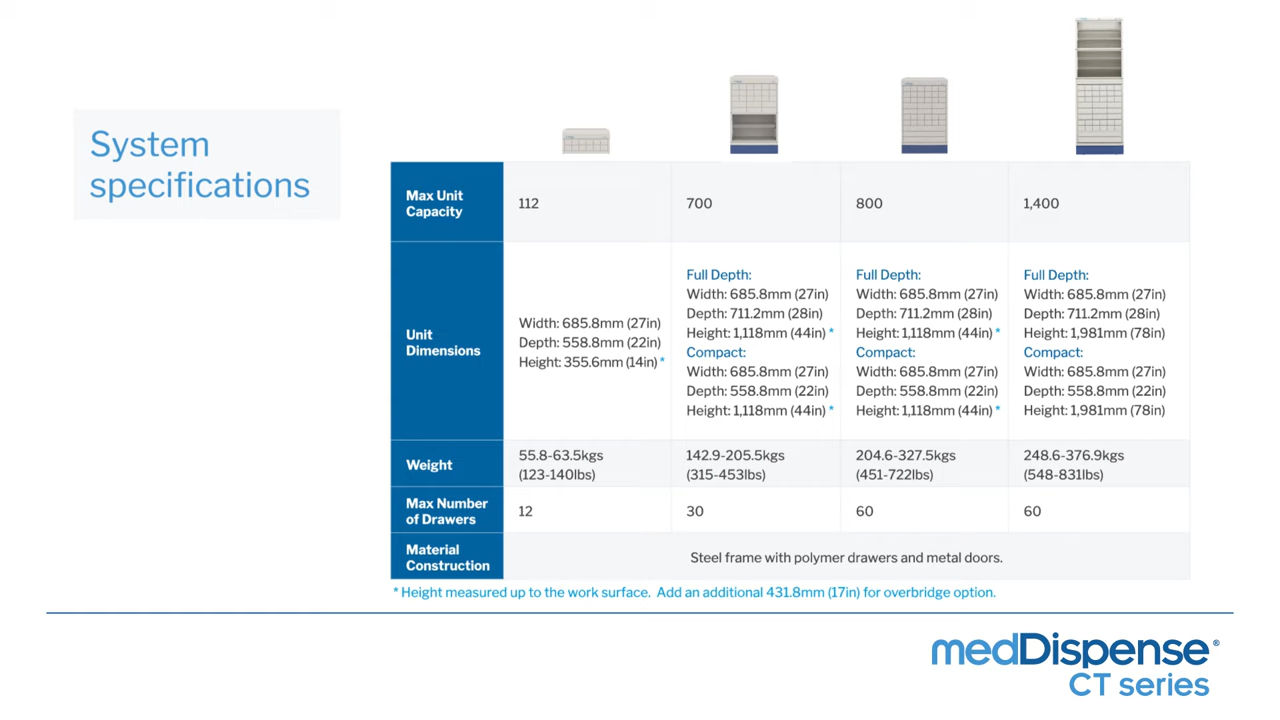 System
specifications
Max Unit
Capacity
112
700
800
1,400
Unit
Dimensions
Width: 685.8mm (27in)
Depth: 558.8mm (22in)
Height: 355.6mm (14in) *
Full Depth:
Width: 685.8mm (27in)
Depth: 711.2mm (28in)
Height: 1,118mm (44in) *
Compact:
Width: 685.8mm (27in)
Depth: 558.8mm (22in)
Height: 1,118mm (44in) *
Full Depth:
Width: 685.8mm (27in)
Depth: 711.2mm (28in)
Height: 1,118mm (44in) *
Compact:
Width: 685.8mm (27in)
Depth: 558.8mm (22in)
Height: 1,118mm (44in) *
Full Depth:
Width: 685.8mm (27in)
Depth: 711.2mm (28in)
Height: 1,981mm (78in)
Compact:
Width: 685.8mm (27in)
Depth: 558.8mm (22in)
Height: 1,981mm (78in)
Weight
55.8-63.5kgs
(123-140lbs)
142.9-205.5kgs
(315-453lbs)
204.6-327.5kgs
(451-722lbs)
248.6-376.9kgs
(548-831lbs)
Max Number
of Drawers
12
30
60
60
Material
Construction
Steel frame with polymer drawers and metal doors.
* Height measured up to the work surface. Add an additional 431.8mm (17in) for overbridge option.
medDispense®
CT series